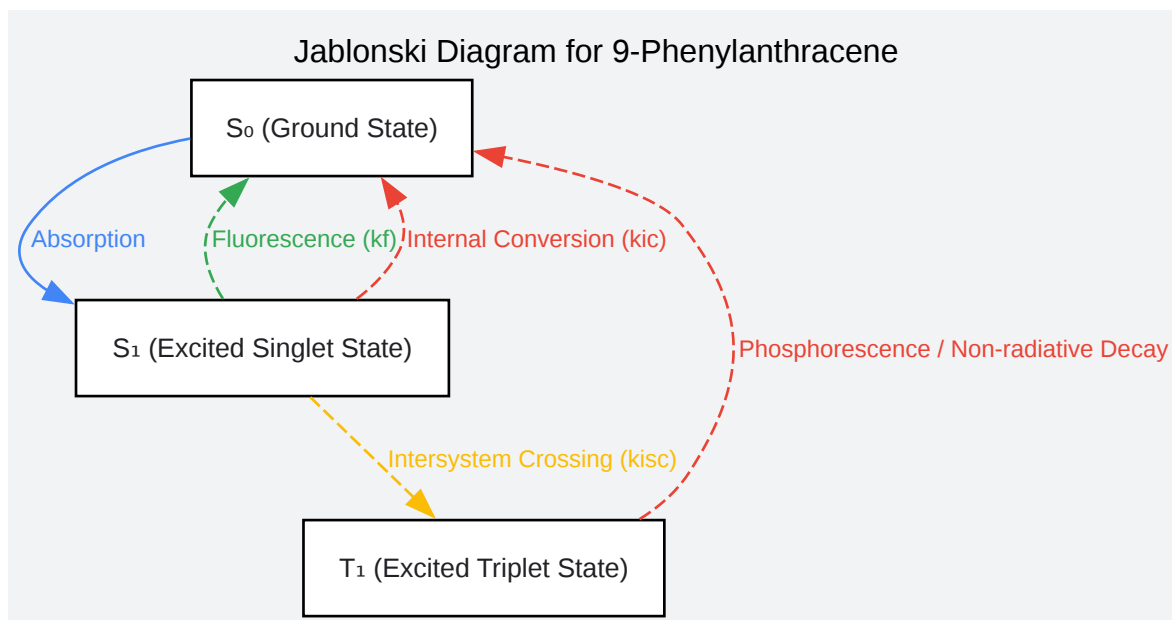 Jablonski Diagram for 9-Phenylanthracene
S₀ (Ground State)
Absorption
Fluorescence (kf)
Internal Conversion (kic)
S₁ (Excited Singlet State)
Phosphorescence / Non-radiative Decay
Intersystem Crossing (kisc)
T₁ (Excited Triplet State)